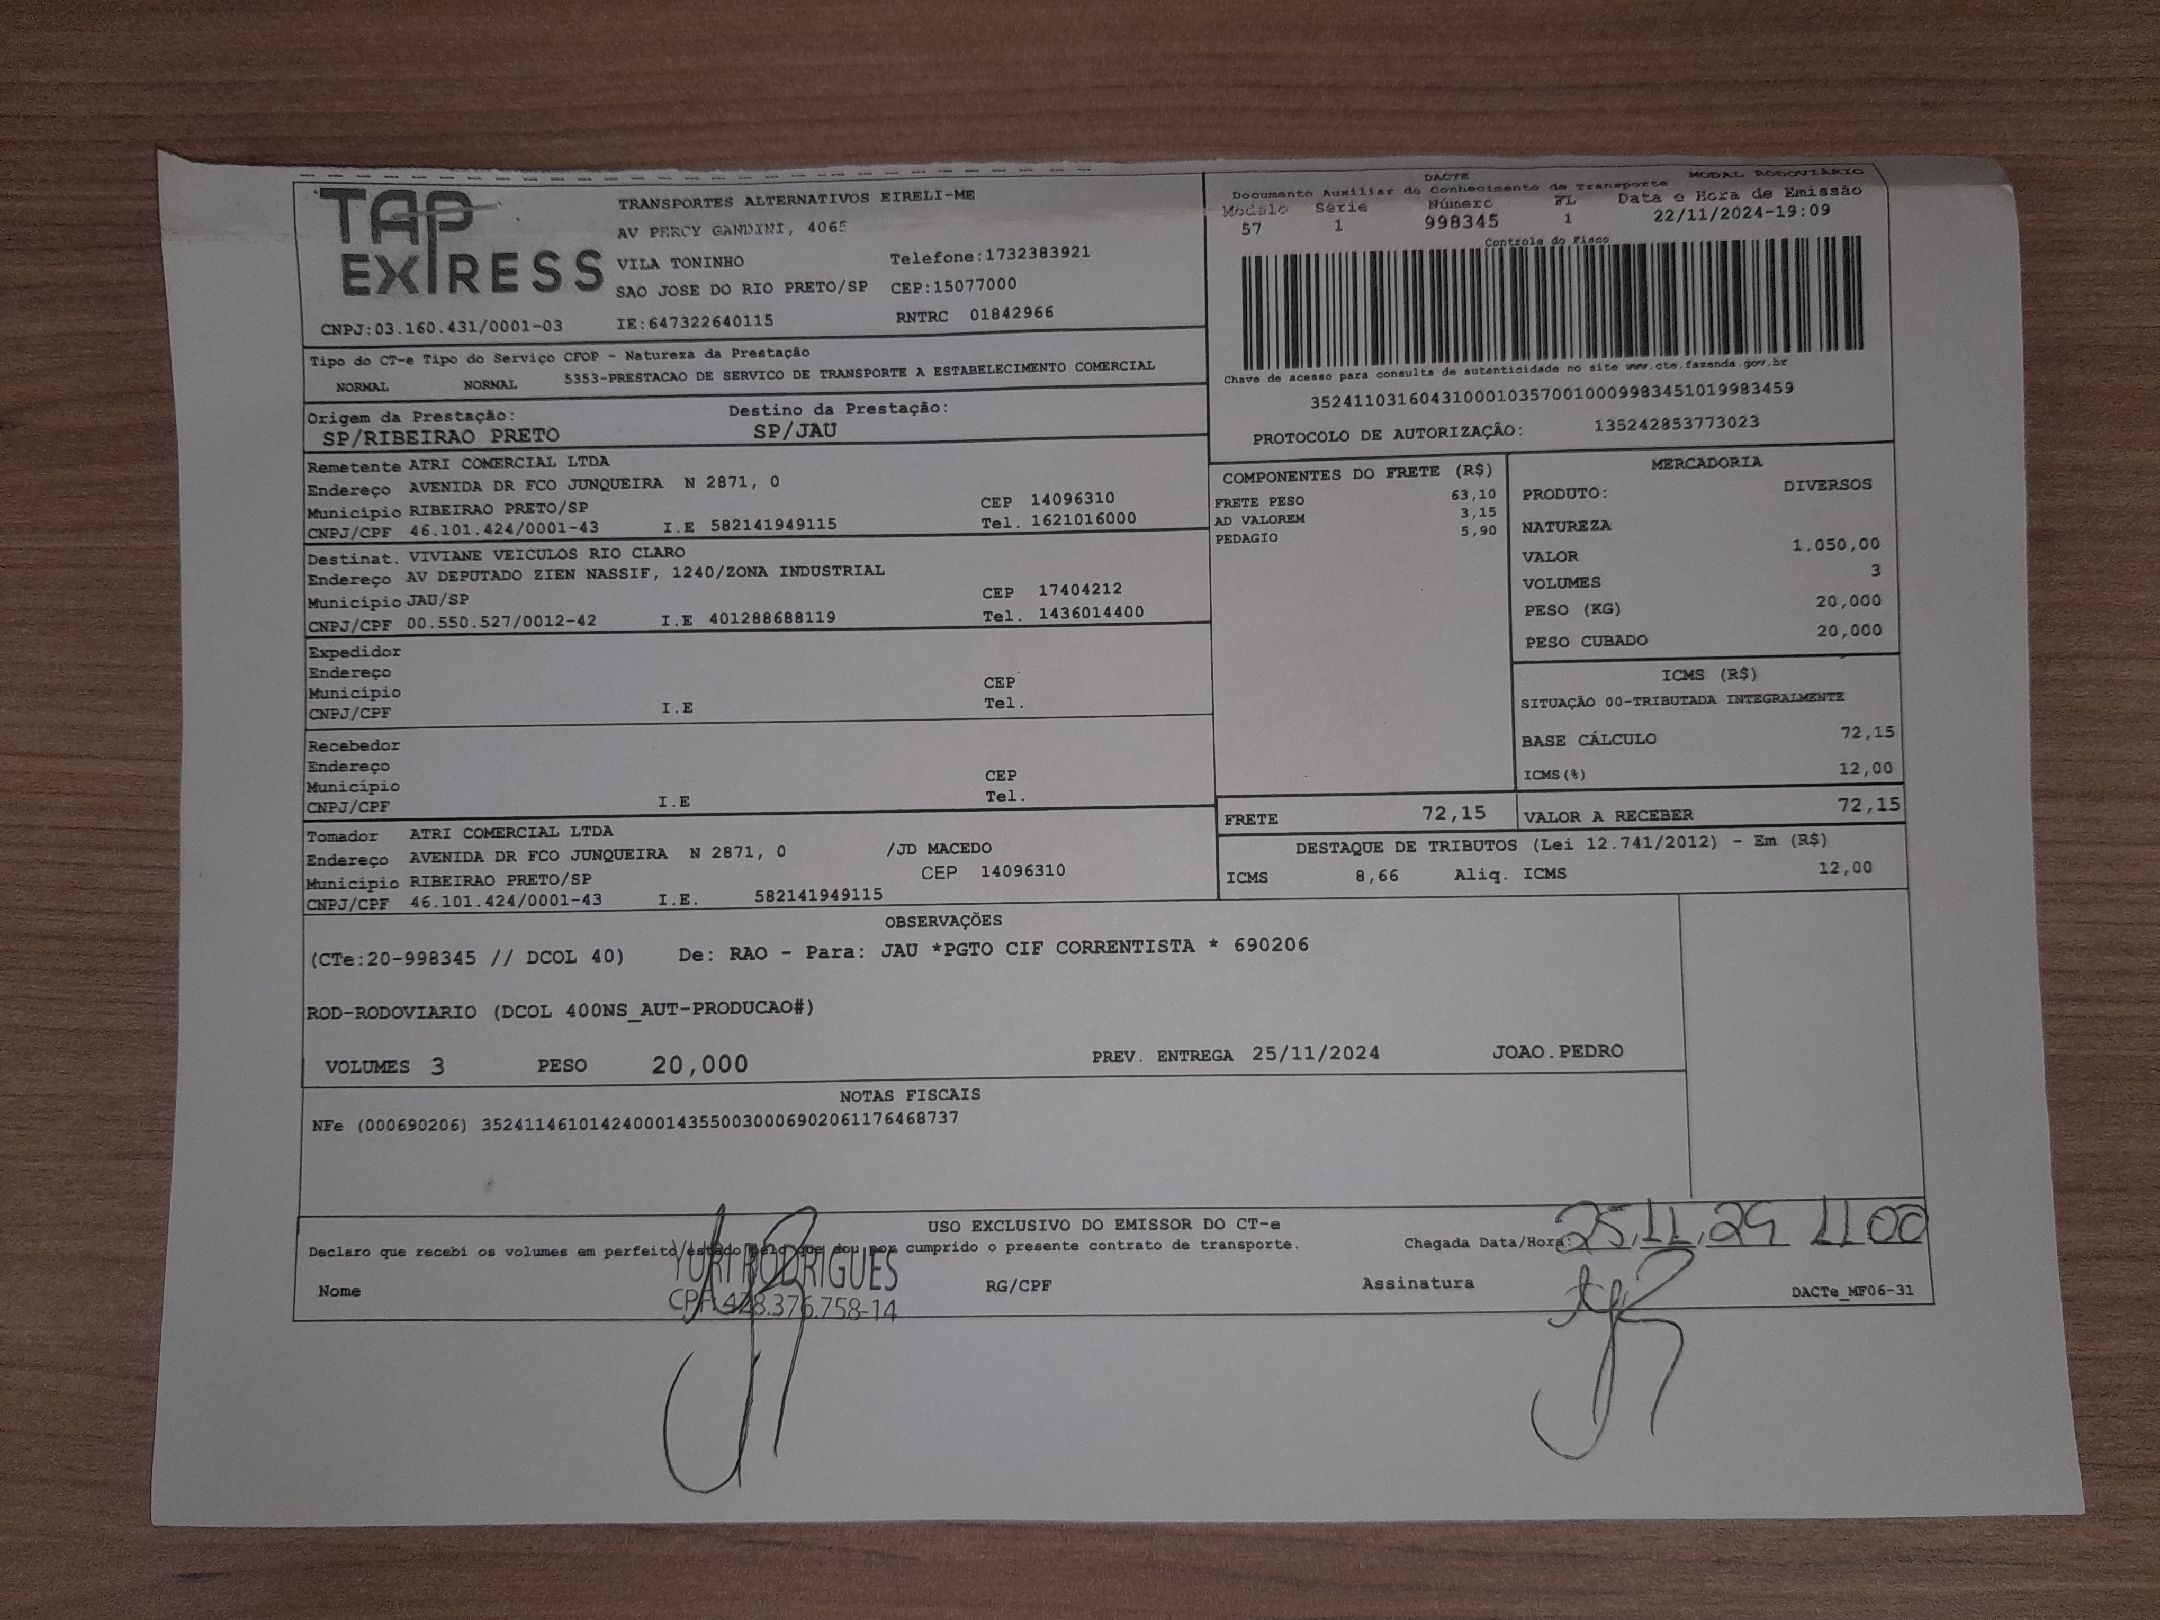 DACTE MODAL RODOVIÁRIO
TAP EXPRESS
TRANSPORTES ALTERNATIVOS EIRELI-ME
AV PERCY GANDINI, 4065
VILA TONINHO Telefone:1732383921
SAO JOSE DO RIO PRETO/SP CEP:15077000
CNPJ:03.160.431/0001-03 IE:647322640115 RNTRC 01842966
Documento Auxiliar do Conhecimento de Transporte
Modelo Série Número FL Data e Hora de Emissão
57 1 998345 1 22/11/2024-19:09
Controle do Fisco
Chave de acesso para consulta de autenticidade no site www.cte.fazenda.gov.br
35241103160431000103570010009983451019983459
PROTOCOLO DE AUTORIZAÇÃO: 135242853773023
Tipo do CT-e Tipo do Serviço CFOP - Natureza da Prestação
NORMAL NORMAL 5353-PRESTACAO DE SERVICO DE TRANSPORTE A ESTABELECIMENTO COMERCIAL
Origem da Prestação: Destino da Prestação:
SP/RIBEIRAO PRETO SP/JAU
Remetente ATRI COMERCIAL LTDA
Endereço AVENIDA DR FCO JUNQUEIRA N 2871, 0
Município RIBEIRAO PRETO/SP CEP 14096310
CNPJ/CPF 46.101.424/0001-43 I.E 582141949115 Tel. 1621016000
Destinat. VIVIANE VEICULOS RIO CLARO
Endereço AV DEPUTADO ZIEN NASSIF, 1240/ZONA INDUSTRIAL
Município JAU/SP CEP 17404212
CNPJ/CPF 00.550.527/0012-42 I.E 401288688119 Tel. 1436014400
Expedidor
Endereço
Município CEP
CNPJ/CPF I.E Tel.
Recebedor
Endereço
Município CEP
CNPJ/CPF I.E Tel.
Tomador ATRI COMERCIAL LTDA
Endereço AVENIDA DR FCO JUNQUEIRA N 2871, 0 /JD MACEDO
Município RIBEIRAO PRETO/SP CEP 14096310
CNPJ/CPF 46.101.424/0001-43 I.E. 582141949115
COMPONENTES DO FRETE (R$)
FRETE PESO 63,10
AD VALOREM 3,15
PEDAGIO 5,90
MERCADORIA
PRODUTO: DIVERSOS
NATUREZA
VALOR 1.050,00
VOLUMES 3
PESO (KG) 20,000
PESO CUBADO 20,000
ICMS (R$)
SITUAÇÃO 00-TRIBUTADA INTEGRALMENTE
BASE CÁLCULO 72,15
ICMS(%) 12,00
FRETE 72,15 VALOR A RECEBER 72,15
DESTAQUE DE TRIBUTOS (Lei 12.741/2012) - Em (R$)
ICMS 8,66 Aliq. ICMS 12,00
OBSERVAÇÕES
(CTe:20-998345 // DCOL 40) De: RAO - Para: JAU *PGTO CIF CORRENTISTA * 690206
ROD-RODOVIARIO (DCOL 400NS_AUT-PRODUCAO#)
VOLUMES 3 PESO 20,000 PREV. ENTREGA 25/11/2024 JOAO.PEDRO
NOTAS FISCAIS
NFe (000690206) 35241146101424000143550030006902061176468737
USO EXCLUSIVO DO EMISSOR DO CT-e
Declaro que recebi os volumes em perfeito estado pelo que dou por cumprido o presente contrato de transporte. Chegada Data/Hora: 25,11,24 1100
YURI RODRIGUES
Nome RG/CPF Assinatura DACTe_MF06-31
CPF 428.376.758-14